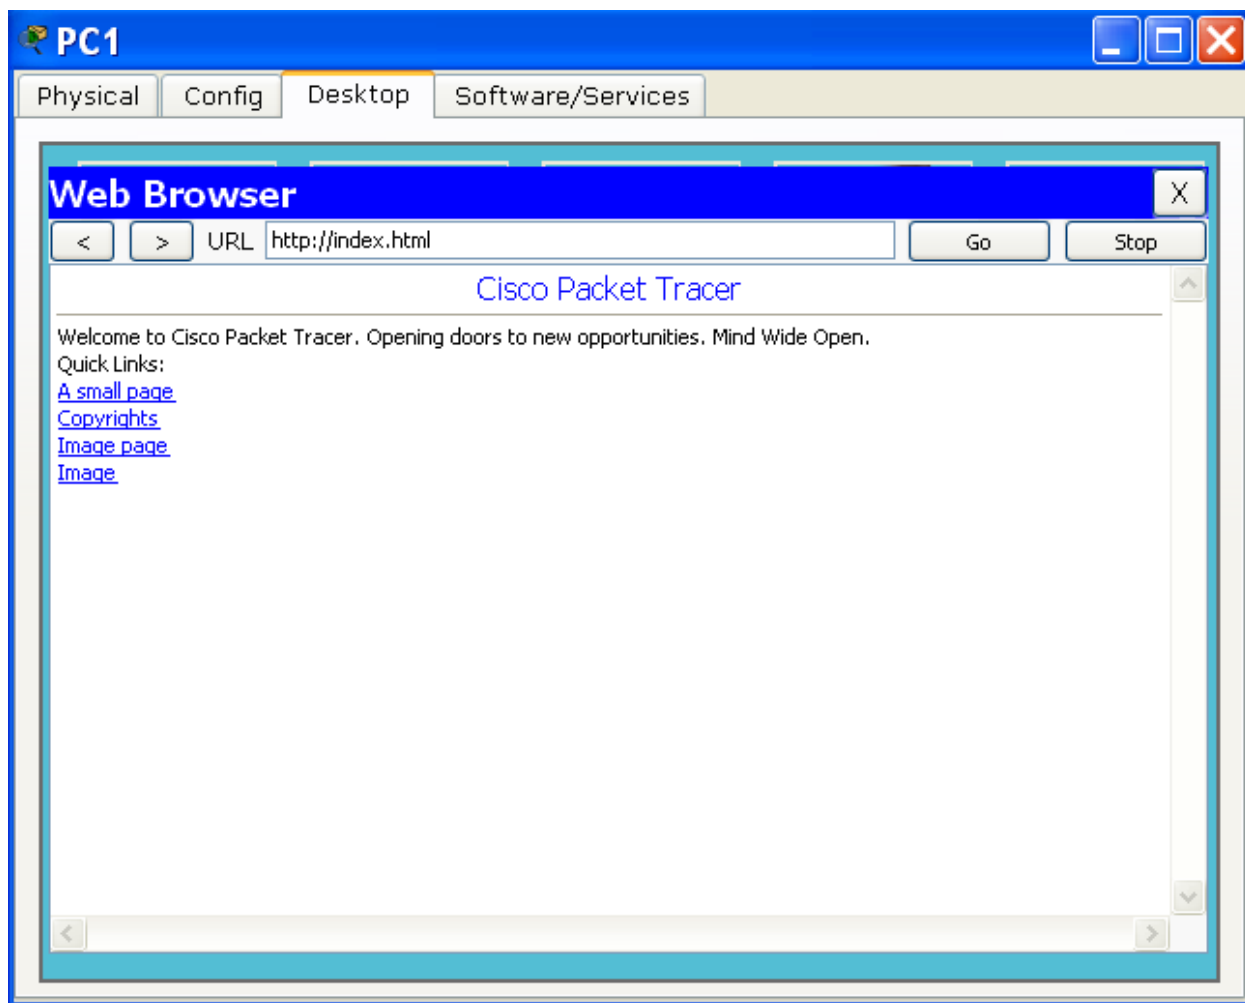 PC1
Physical Config Desktop Software/Services
Web Browser X
< > URL http://index.html Go Stop
Cisco Packet Tracer
Welcome to Cisco Packet Tracer. Opening doors to new opportunities. Mind Wide Open.
Quick Links:
A small page
Copyrights
Image page
Image